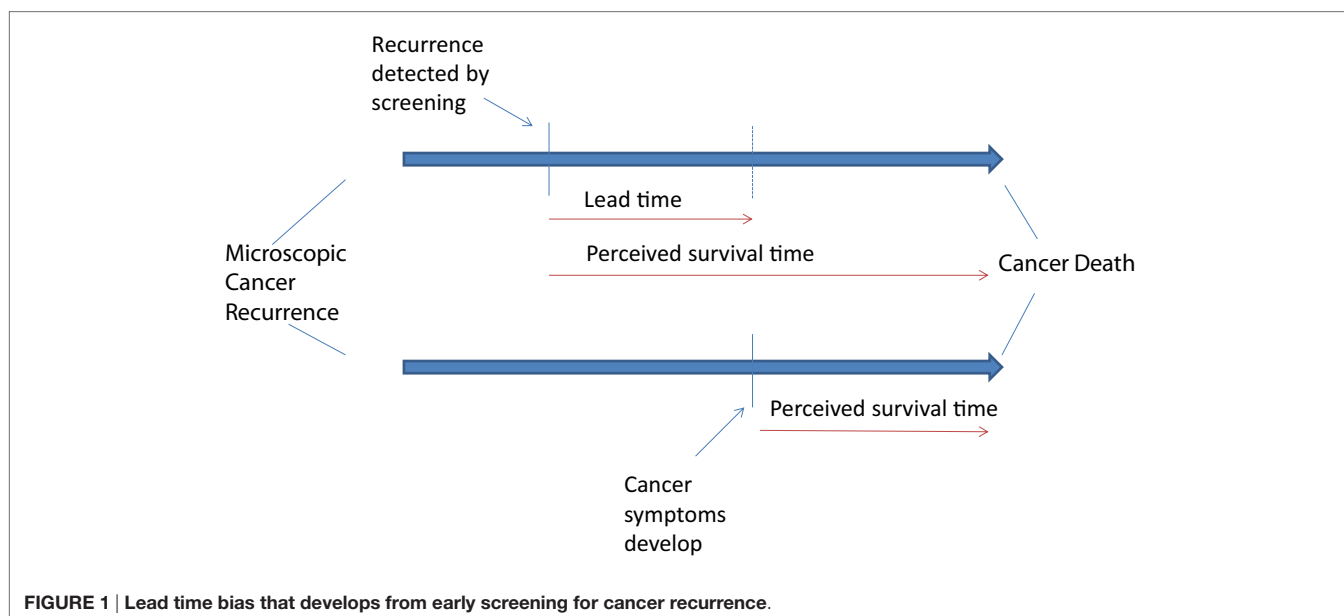 Recurrence
detected by
screening
Lead time
Perceived survival time
Microscopic
Cancer
Recurrence
Cancer Death
Perceived survival time
Cancer
symptoms
develop
FIGURE 1 | Lead time bias that develops from early screening for cancer recurrence.